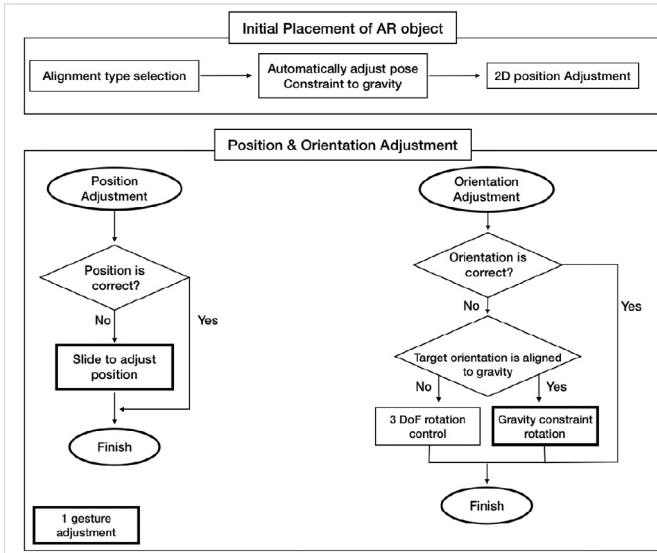 Initial Placement of AR object
Alignment type selection
Automatically adjust pose
Constraint to gravity
2D position Adjustment
Position & Orientation Adjustment
Position
Adjustment
Position is
correct?
No
Yes
Slide to adjust
position
Finish
1 gesture
adjustment
Orientation
Adjustment
Orientation is
correct?
No
Yes
Target orientation is aligned
to gravity
No
Yes
3 DoF rotation
control
Gravity constraint
rotation
Finish